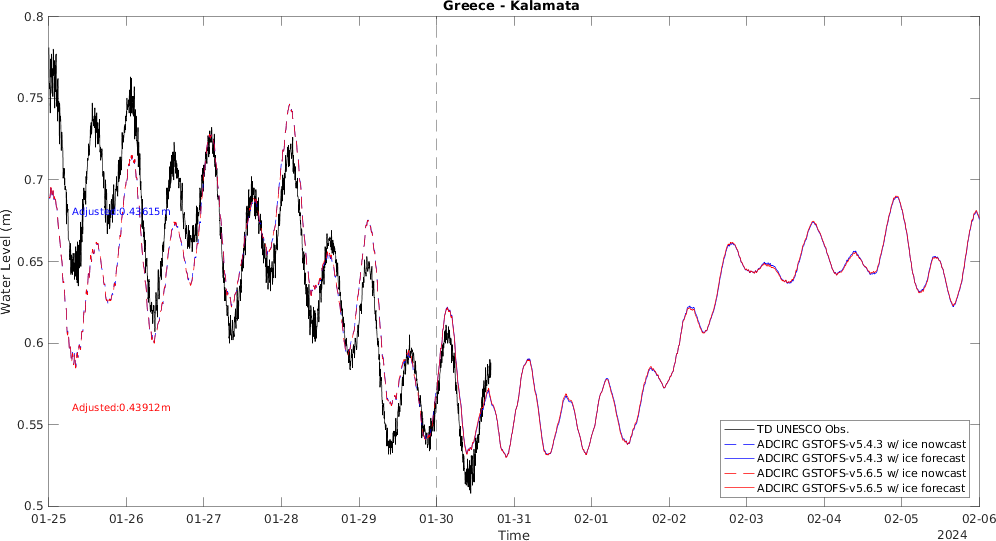 Greece - Kalamata
0.8
0.75
0.7
0.65
0.6
0.55
0.5
Water Level (m)
Adjusted:0.43615m
Adjusted:0.43912m
TD UNESCO Obs.
ADCIRC GSTOFS-v5.4.3 w/ ice nowcast
ADCIRC GSTOFS-v5.4.3 w/ ice forecast
ADCIRC GSTOFS-v5.6.5 w/ ice nowcast
ADCIRC GSTOFS-v5.6.5 w/ ice forecast
01-25 01-26 01-27 01-28 01-29 01-30 01-31 02-01 02-02 02-03 02-04 02-05 02-06
Time
2024